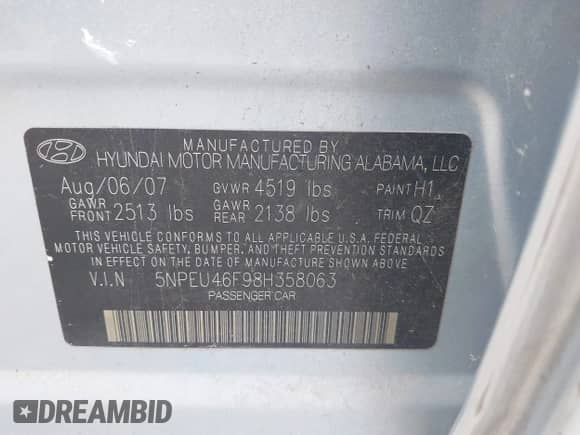 MANUFACTURED BY
HYUNDAI MOTOR MANUFACTURING ALABAMA, LLC
Aug/06/07 GVWR 4519 lbs PAINT H1
GAWR FRONT 2513 lbs GAWR REAR 2138 lbs TRIM QZ
THIS VEHICLE CONFORMS TO ALL APPLICABLE U.S.A. FEDERAL
MOTOR VEHICLE SAFETY, BUMPER, AND THEFT PREVENTION STANDARDS
IN EFFECT ON THE DATE OF MANUFACTURE SHOWN ABOVE.
V.I.N 5NPEU46F98H358063
PASSENGER CAR
DREAMBID